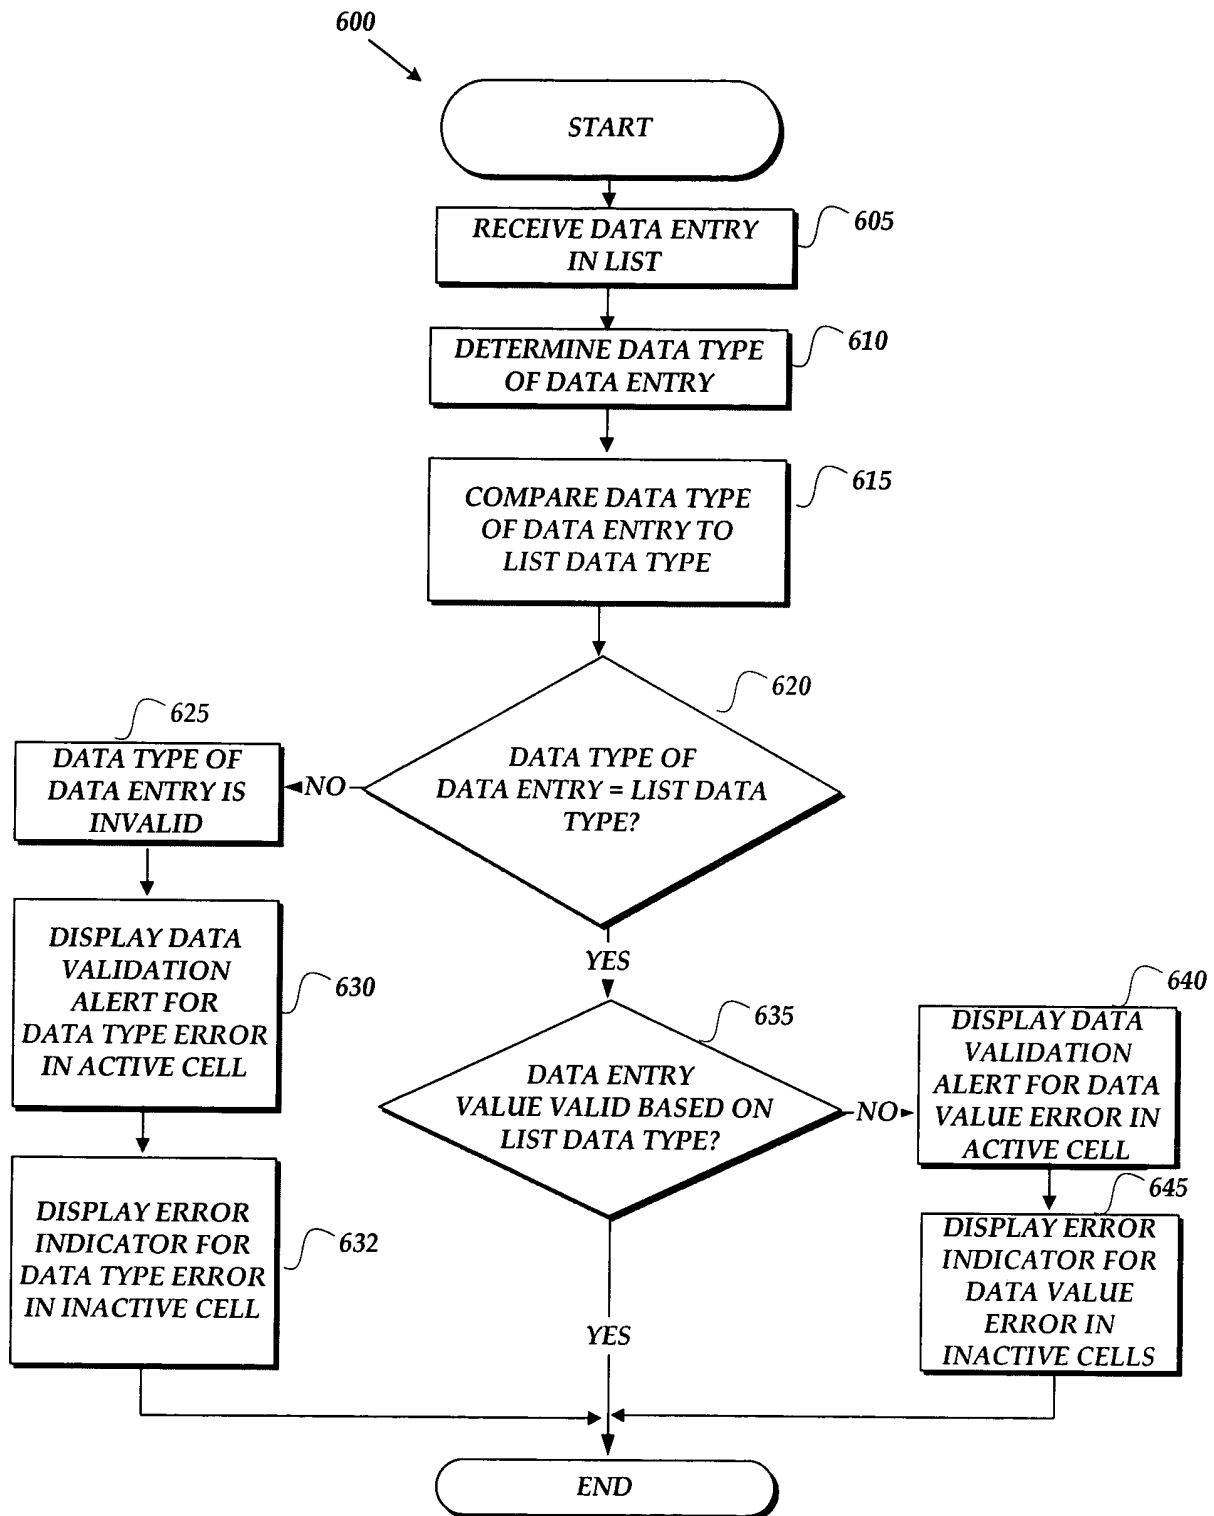 600
START
RECEIVE DATA ENTRY
IN LIST
605
DETERMINE DATA TYPE
OF DATA ENTRY
610
COMPARE DATA TYPE
OF DATA ENTRY TO
LIST DATA TYPE
615
620
DATA TYPE OF
DATA ENTRY = LIST DATA
TYPE?
NO
625
DATA TYPE OF
DATA ENTRY IS
INVALID
DISPLAY DATA
VALIDATION
ALERT FOR
DATA TYPE ERROR
IN ACTIVE CELL
630
DISPLAY ERROR
INDICATOR FOR
DATA TYPE ERROR
IN INACTIVE CELL
632
YES
635
DATA ENTRY
VALUE VALID BASED ON
LIST DATA TYPE?
NO
640
DISPLAY DATA
VALIDATION
ALERT FOR DATA
VALUE ERROR IN
ACTIVE CELL
645
DISPLAY ERROR
INDICATOR FOR
DATA VALUE
ERROR IN
INACTIVE CELLS
YES
END